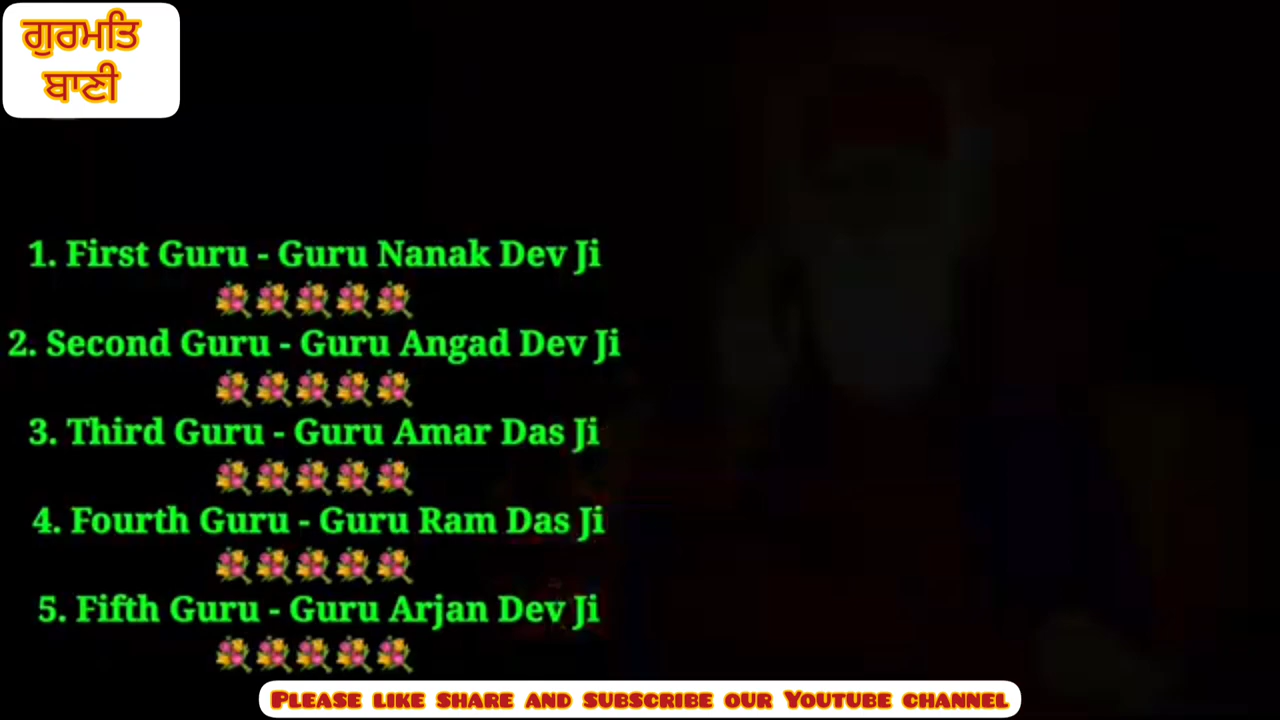 ਗੁਰਮਤਿ
ਬਾਣੀ
1. First Guru - Guru Nanak Dev Ji
💐💐💐💐💐
2. Second Guru - Guru Angad Dev Ji
💐💐💐💐💐
3. Third Guru - Guru Amar Das Ji
💐💐💐💐💐
4. Fourth Guru - Guru Ram Das Ji
💐💐💐💐💐
5. Fifth Guru - Guru Arjan Dev Ji
💐💐💐💐💐
Please like share and subscribe our Youtube channel